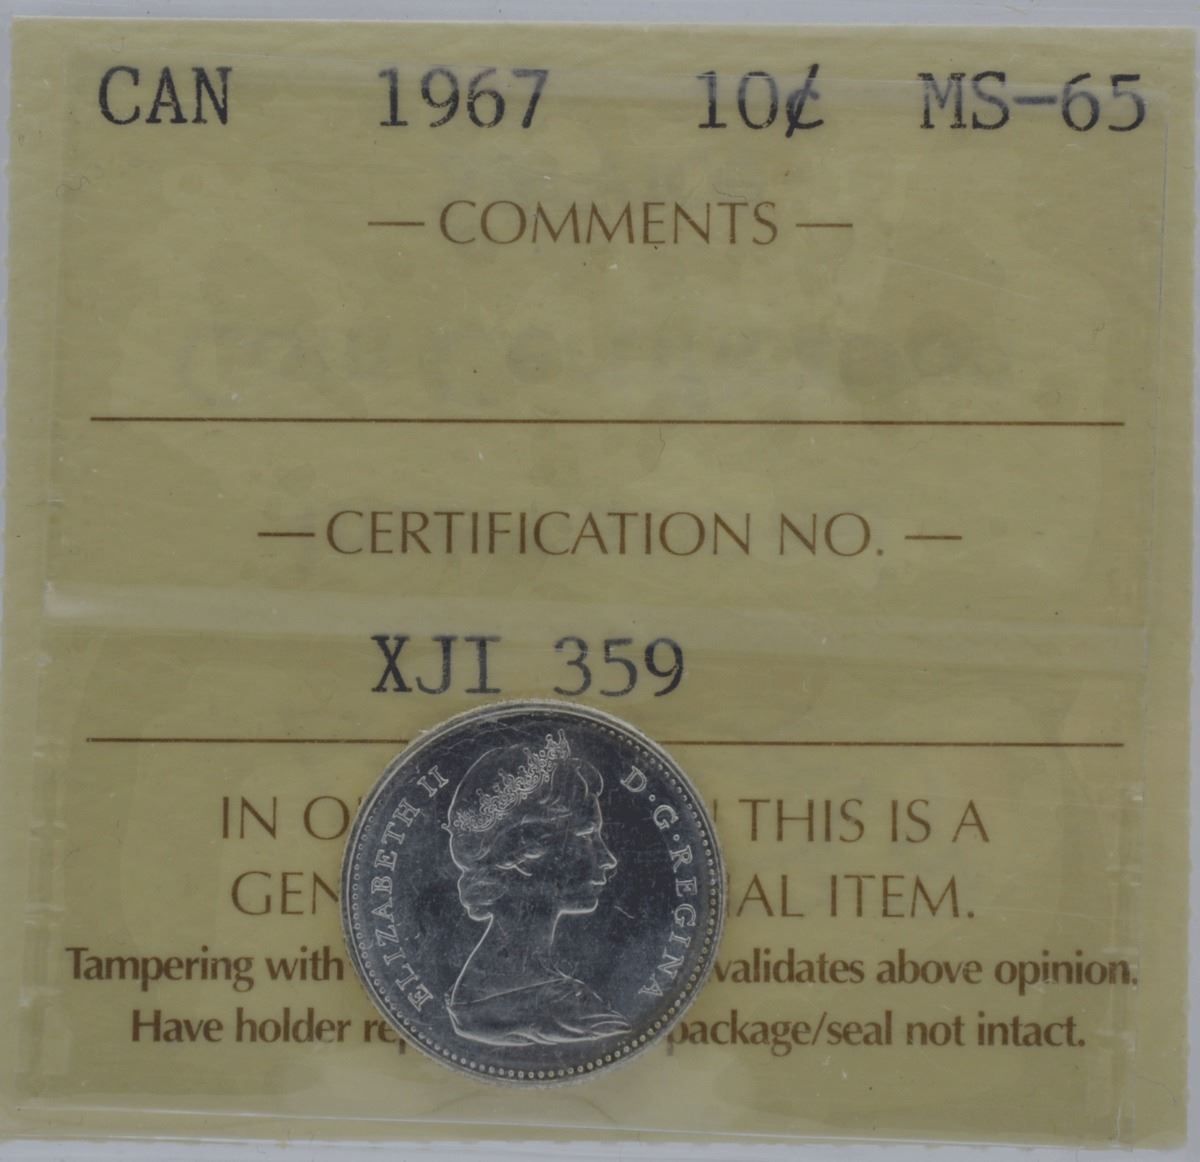 CAN 1967 10¢ MS-65
— COMMENTS —
— CERTIFICATION NO. —
XJI 359
IN O THIS IS A
GEN AL ITEM.
Tampering with validates above opinion.
Have holder re package/seal not intact.
ELIZABETH II D·G·REGINA